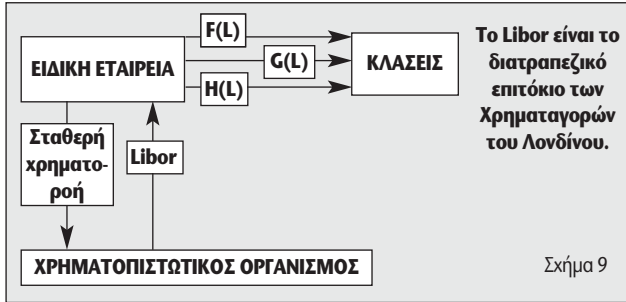 F(L)
ΕΙΔΙΚΗ ΕΤΑΙΡΕΙΑ
G(L)
ΚΛΑΣΕΙΣ
H(L)
Σταθερή
χρηματο-
ροή
Libor
ΧΡΗΜΑΤΟΠΙΣΤΩΤΙΚΟΣ ΟΡΓΑΝΙΣΜΟΣ
Το Libor είναι το
διατραπεζικό
επιτόκιο των
Χρηματαγορών
του Λονδίνου.
Σχήμα 9